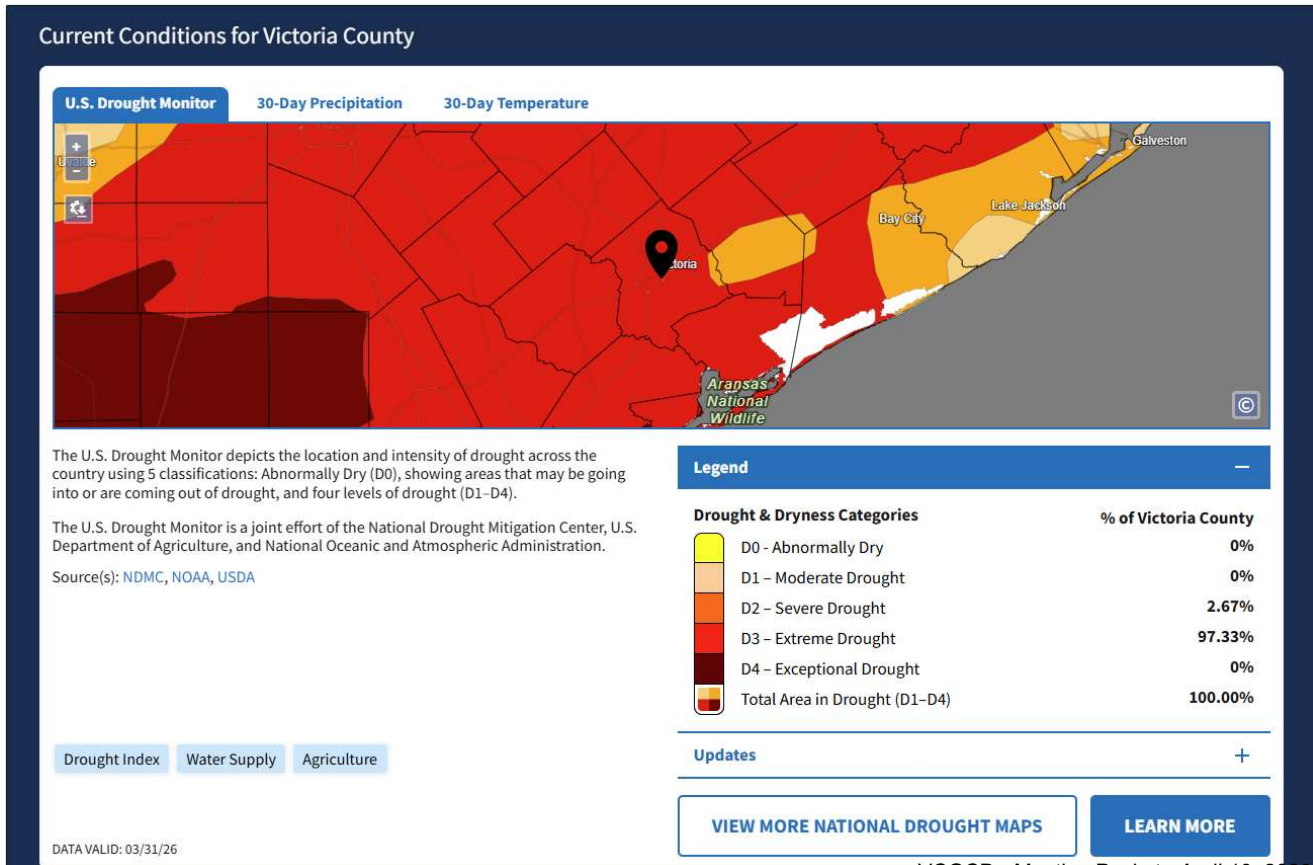 Current Conditions for Victoria County
U.S. Drought Monitor
30-Day Precipitation
30-Day Temperature
+
−
Galveston
Lake Jackson
Bay City
toria
Aransas
National
Wildlife
©
The U.S. Drought Monitor depicts the location and intensity of drought across the
country using 5 classifications: Abnormally Dry (D0), showing areas that may be going
into or are coming out of drought, and four levels of drought (D1–D4).
The U.S. Drought Monitor is a joint effort of the National Drought Mitigation Center, U.S.
Department of Agriculture, and National Oceanic and Atmospheric Administration.
Source(s): NDMC, NOAA, USDA
Drought Index
Water Supply
Agriculture
DATA VALID: 03/31/26
Legend −
Drought & Dryness Categories % of Victoria County
D0 - Abnormally Dry 0%
D1 – Moderate Drought 0%
D2 – Severe Drought 2.67%
D3 – Extreme Drought 97.33%
D4 – Exceptional Drought 0%
Total Area in Drought (D1–D4) 100.00%
Updates +
VIEW MORE NATIONAL DROUGHT MAPS
LEARN MORE